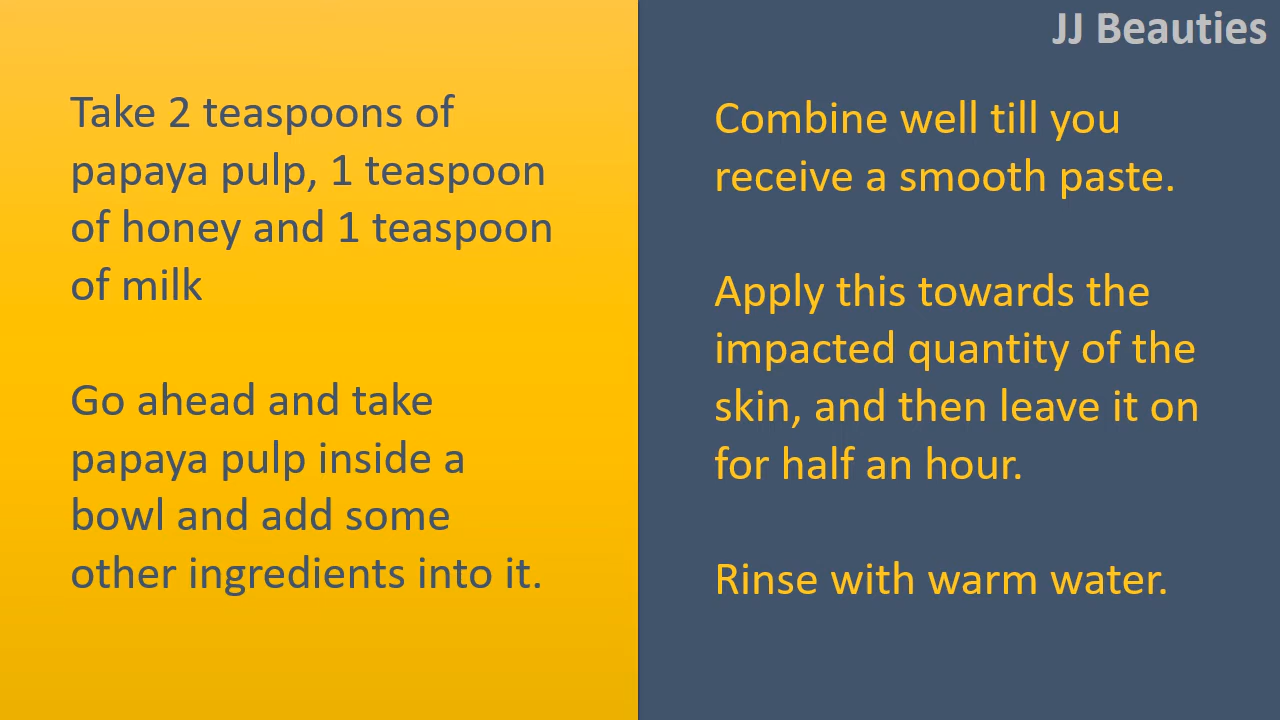 JJ Beauties
Take 2 teaspoons of
papaya pulp, 1 teaspoon
of honey and 1 teaspoon
of milk
Go ahead and take
papaya pulp inside a
bowl and add some
other ingredients into it.
Combine well till you
receive a smooth paste.
Apply this towards the
impacted quantity of the
skin, and then leave it on
for half an hour.
Rinse with warm water.